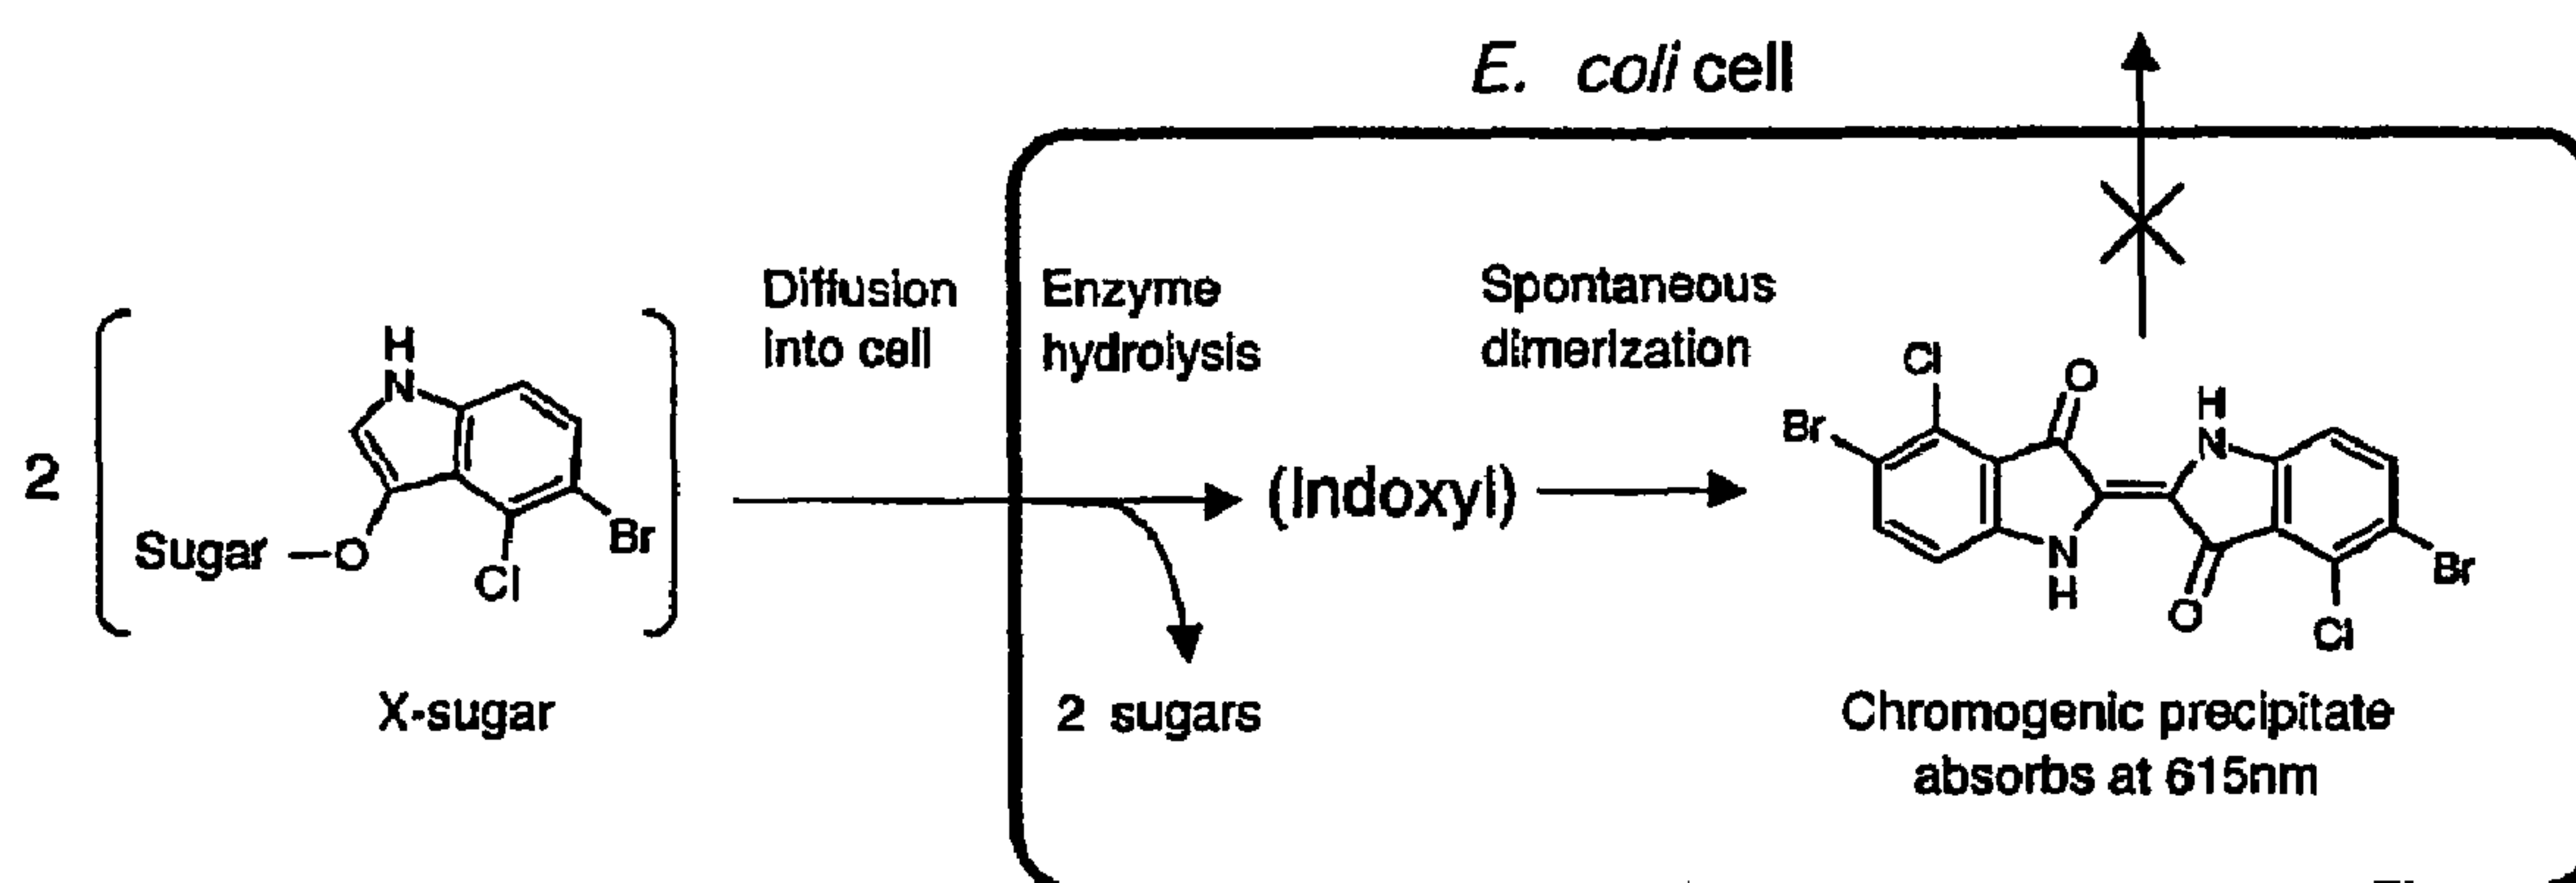 E. coli cell
Diffusion
into cell
Enzyme
hydrolysis
Spontaneous
dimerization
2
H
N
Sugar
O
Cl
Br
(Indoxyl)
Cl
Br
O
N
H
H
N
O
Br
Cl
X-sugar
2 sugars
Chromogenic precipitate
absorbs at 615nm